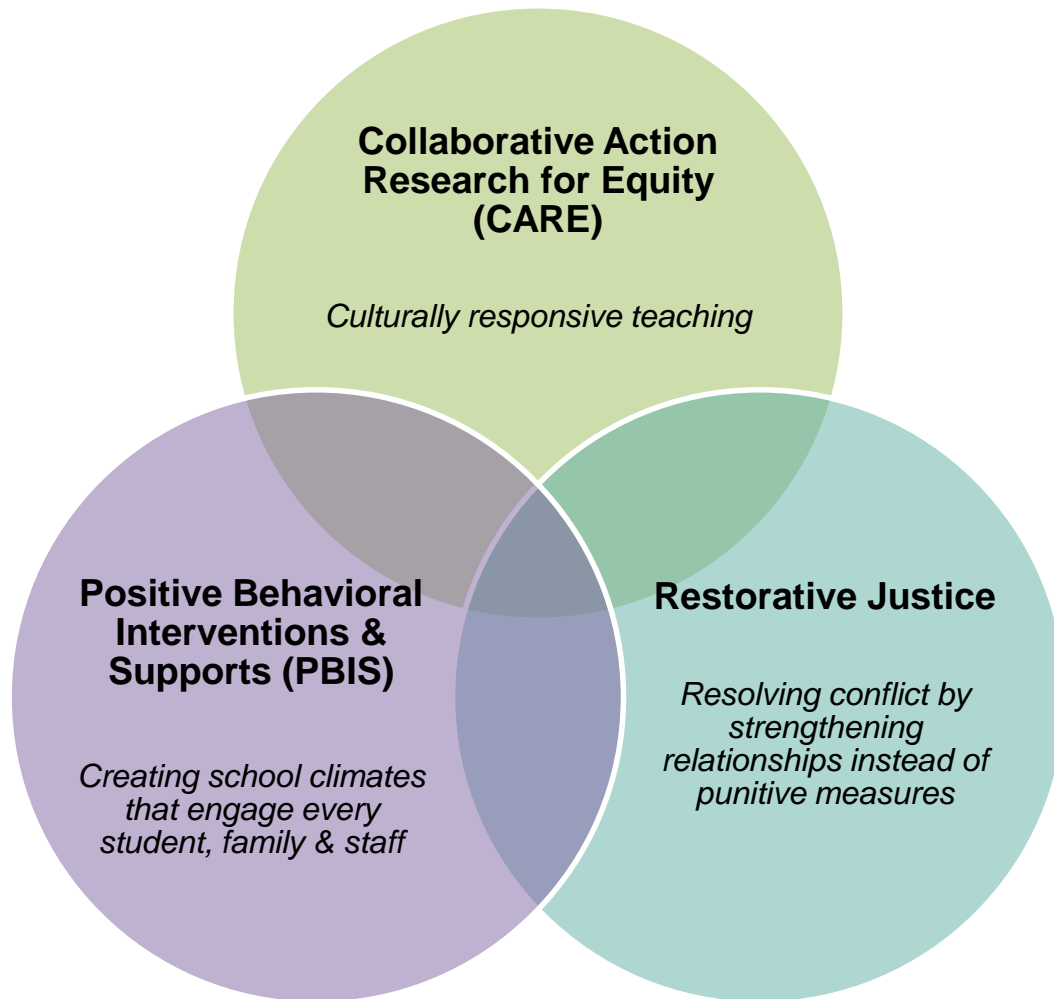 Collaborative Action
Research for Equity
(CARE)
Culturally responsive teaching
Positive Behavioral
Interventions &
Supports (PBIS)
Creating school climates
that engage every
student, family & staff
Restorative Justice
Resolving conflict by
strengthening
relationships instead of
punitive measures